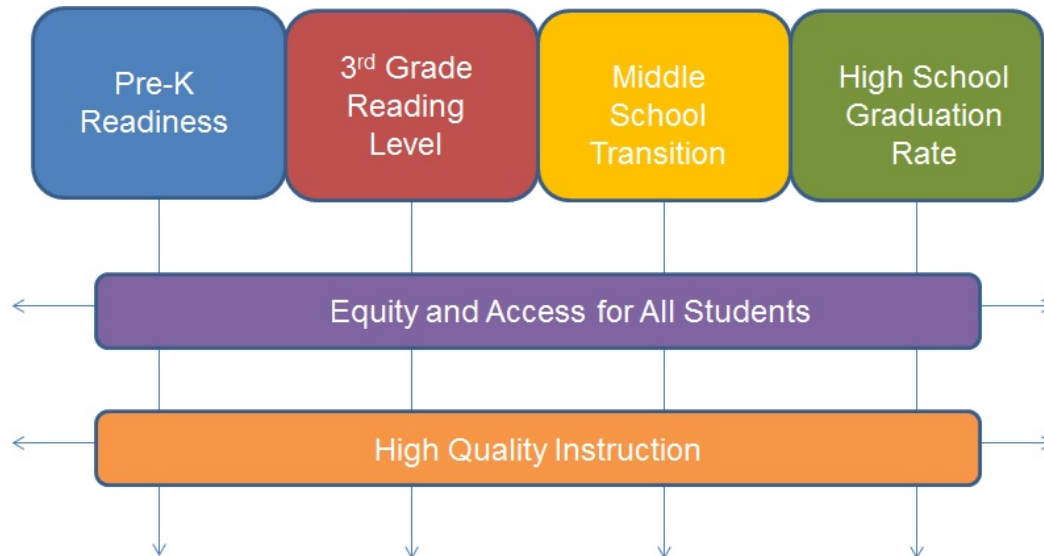 Pre-K
Readiness
3rd Grade
Reading
Level
Middle
School
Transition
High School
Graduation
Rate
Equity and Access for All Students
High Quality Instruction